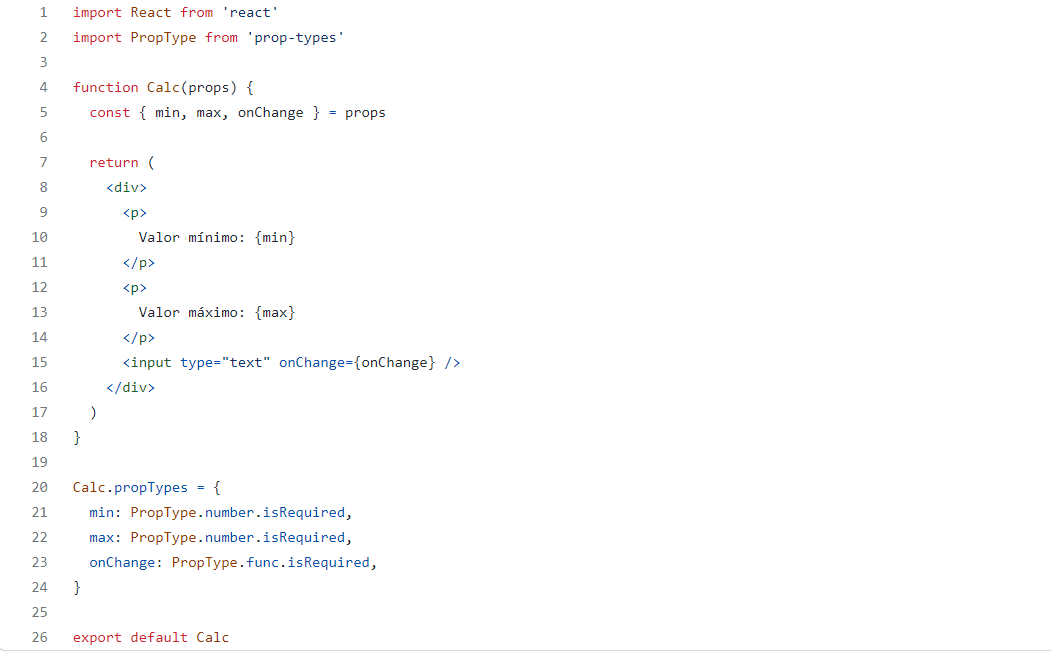 1 import React from 'react'
2 import PropType from 'prop-types'
3
4 function Calc(props) {
5   const { min, max, onChange } = props
6
7   return (
8     <div>
9       <p>
10         Valor mínimo: {min}
11       </p>
12       <p>
13         Valor máximo: {max}
14       </p>
15       <input type="text" onChange={onChange} />
16     </div>
17   )
18 }
19
20 Calc.propTypes = {
21   min: PropType.number.isRequired,
22   max: PropType.number.isRequired,
23   onChange: PropType.func.isRequired,
24 }
25
26 export default Calc